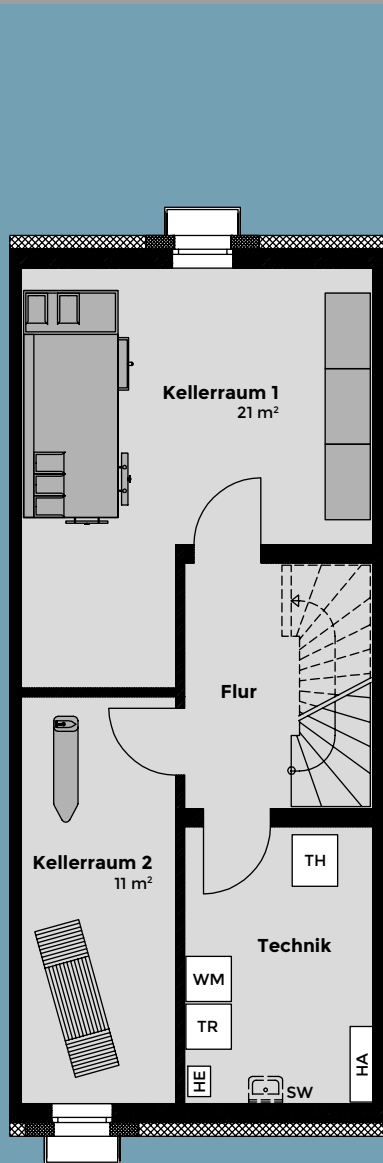 Kellerraum 1
21 m²
Flur
Kellerraum 2
11 m²
TH
Technik
WM
TR
HE
SW
HA